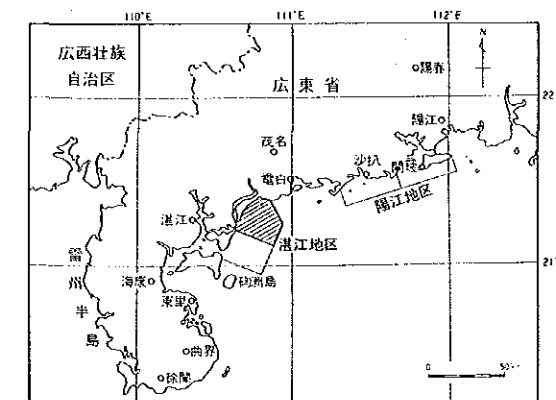 110°E
111°E
112°E
広西壮族
自治区
広東省
N
陽春
22
陽江
茂名
電白
沙扒
閘坡
陽江地区
湛江
湛江地区
21°
雷州半島
海康
硇洲島
東里
曲界
徐聞
0